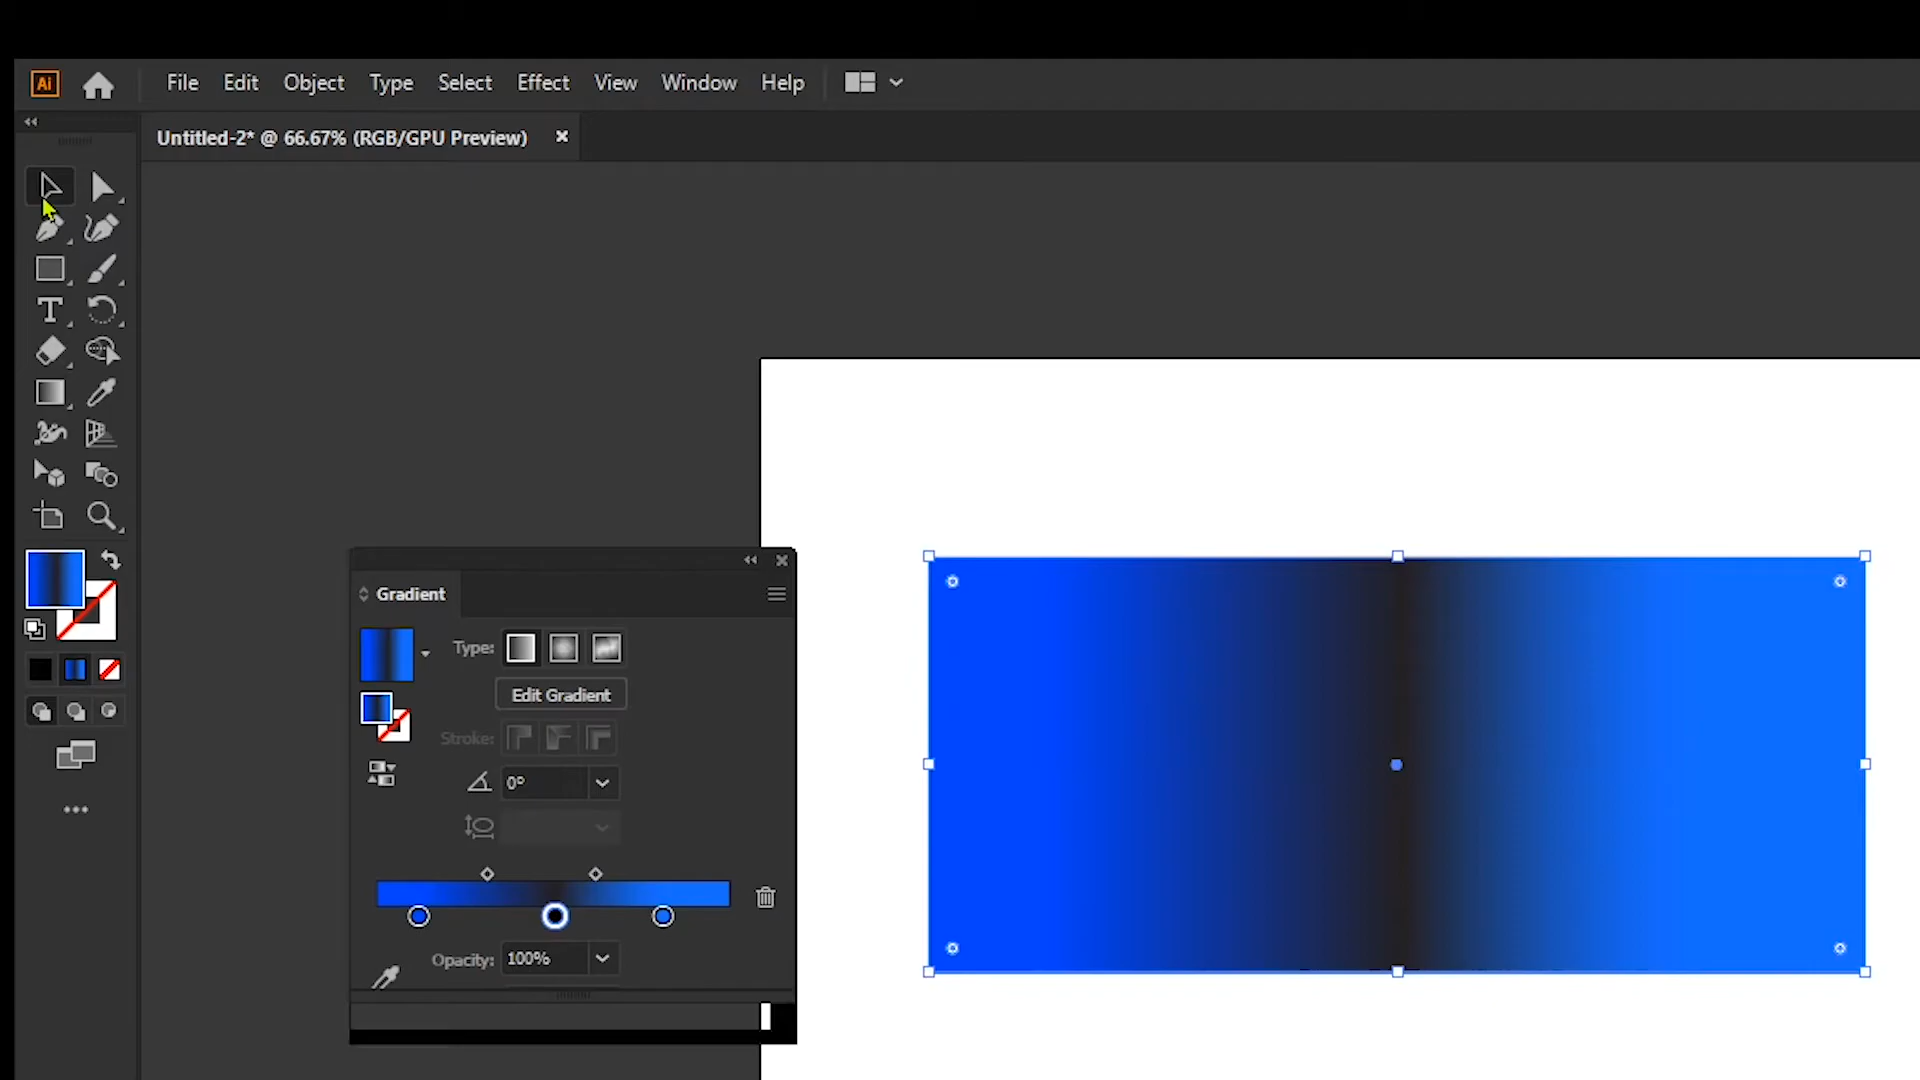 Ai File Edit Object Type Select Effect View Window Help
Untitled-2* @ 66.67% (RGB/GPU Preview)
T
Gradient
Type:
Edit Gradient
Stroke:
0°
Opacity: 100%